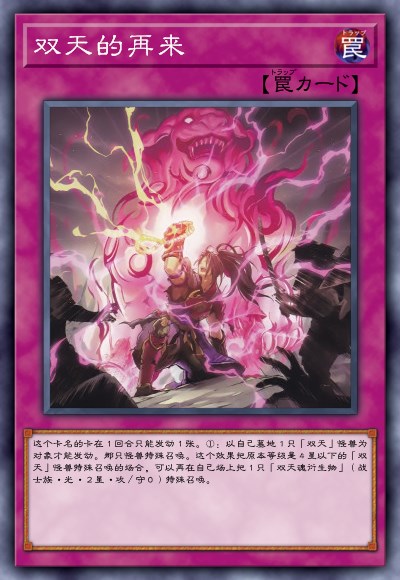 双天的再来
トラップ
罠
トラップ
【罠カード】
这个卡名的卡在1回合只能发动1张。①：以自己墓地1只「双天」怪兽为
对象才能发动。那只怪兽特殊召唤。这个效果把原本等级是4星以下的「双
天」怪兽特殊召唤的场合，可以再在自己场上把1只「双天魂衍生物」（战
士族·光·2星·攻／守0）特殊召唤。